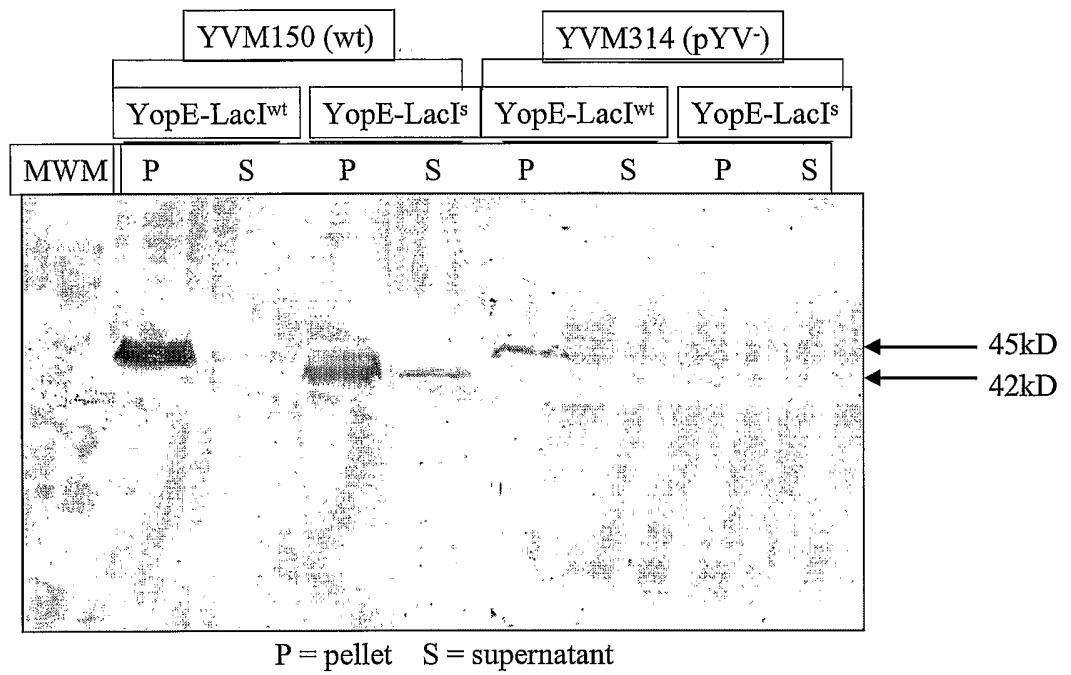 YVM150 (wt) YVM314 (pYV⁻)
YopE-LacIʷᵗ YopE-LacIˢ YopE-LacIʷᵗ YopE-LacIˢ
MWM P S P S P S P S
45kD
42kD
P = pellet S = supernatant